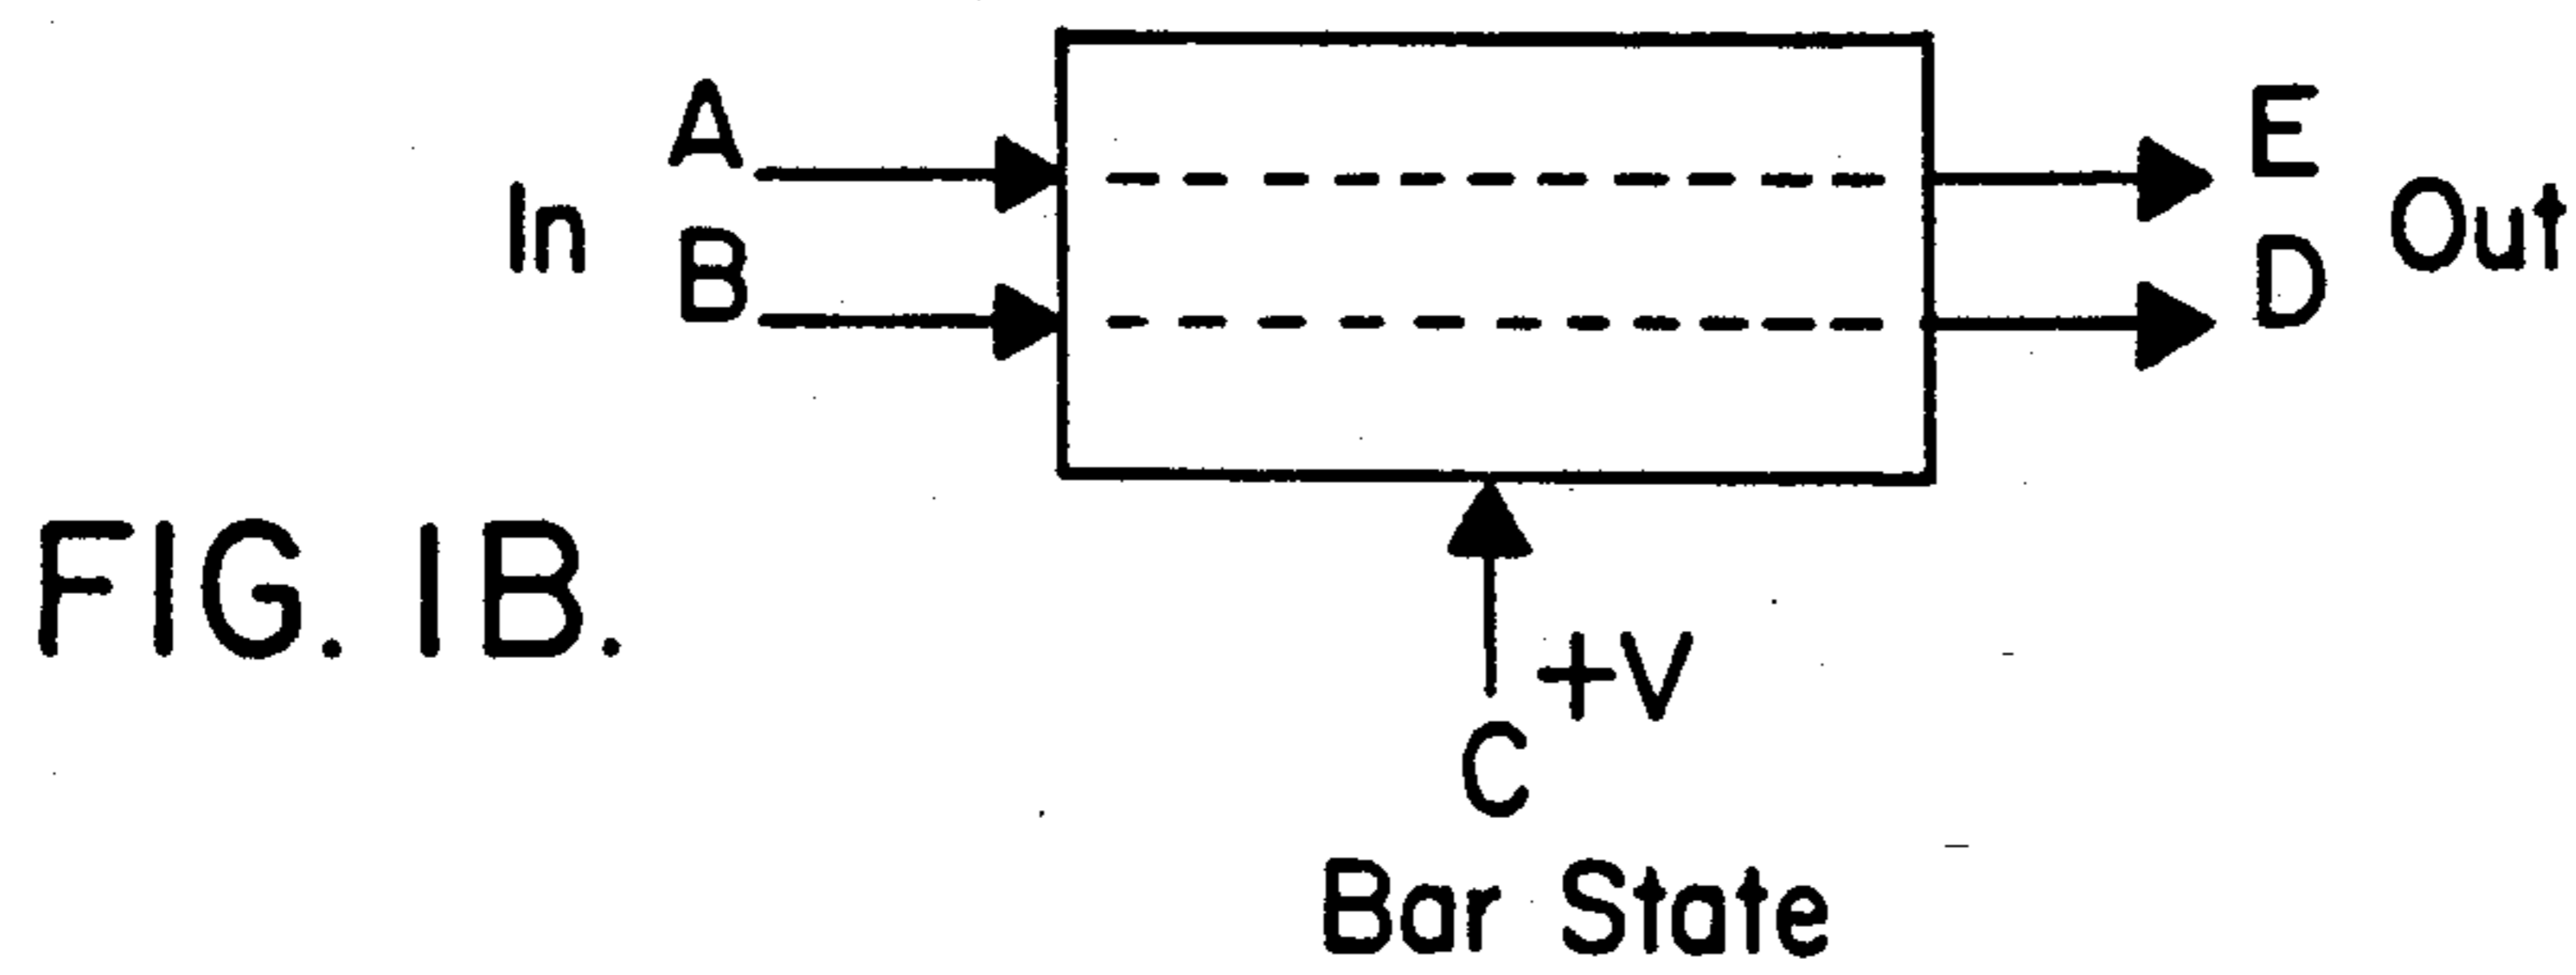 A
E
In
Out
B
D
FIG. 1B.
+V
C
Bar State